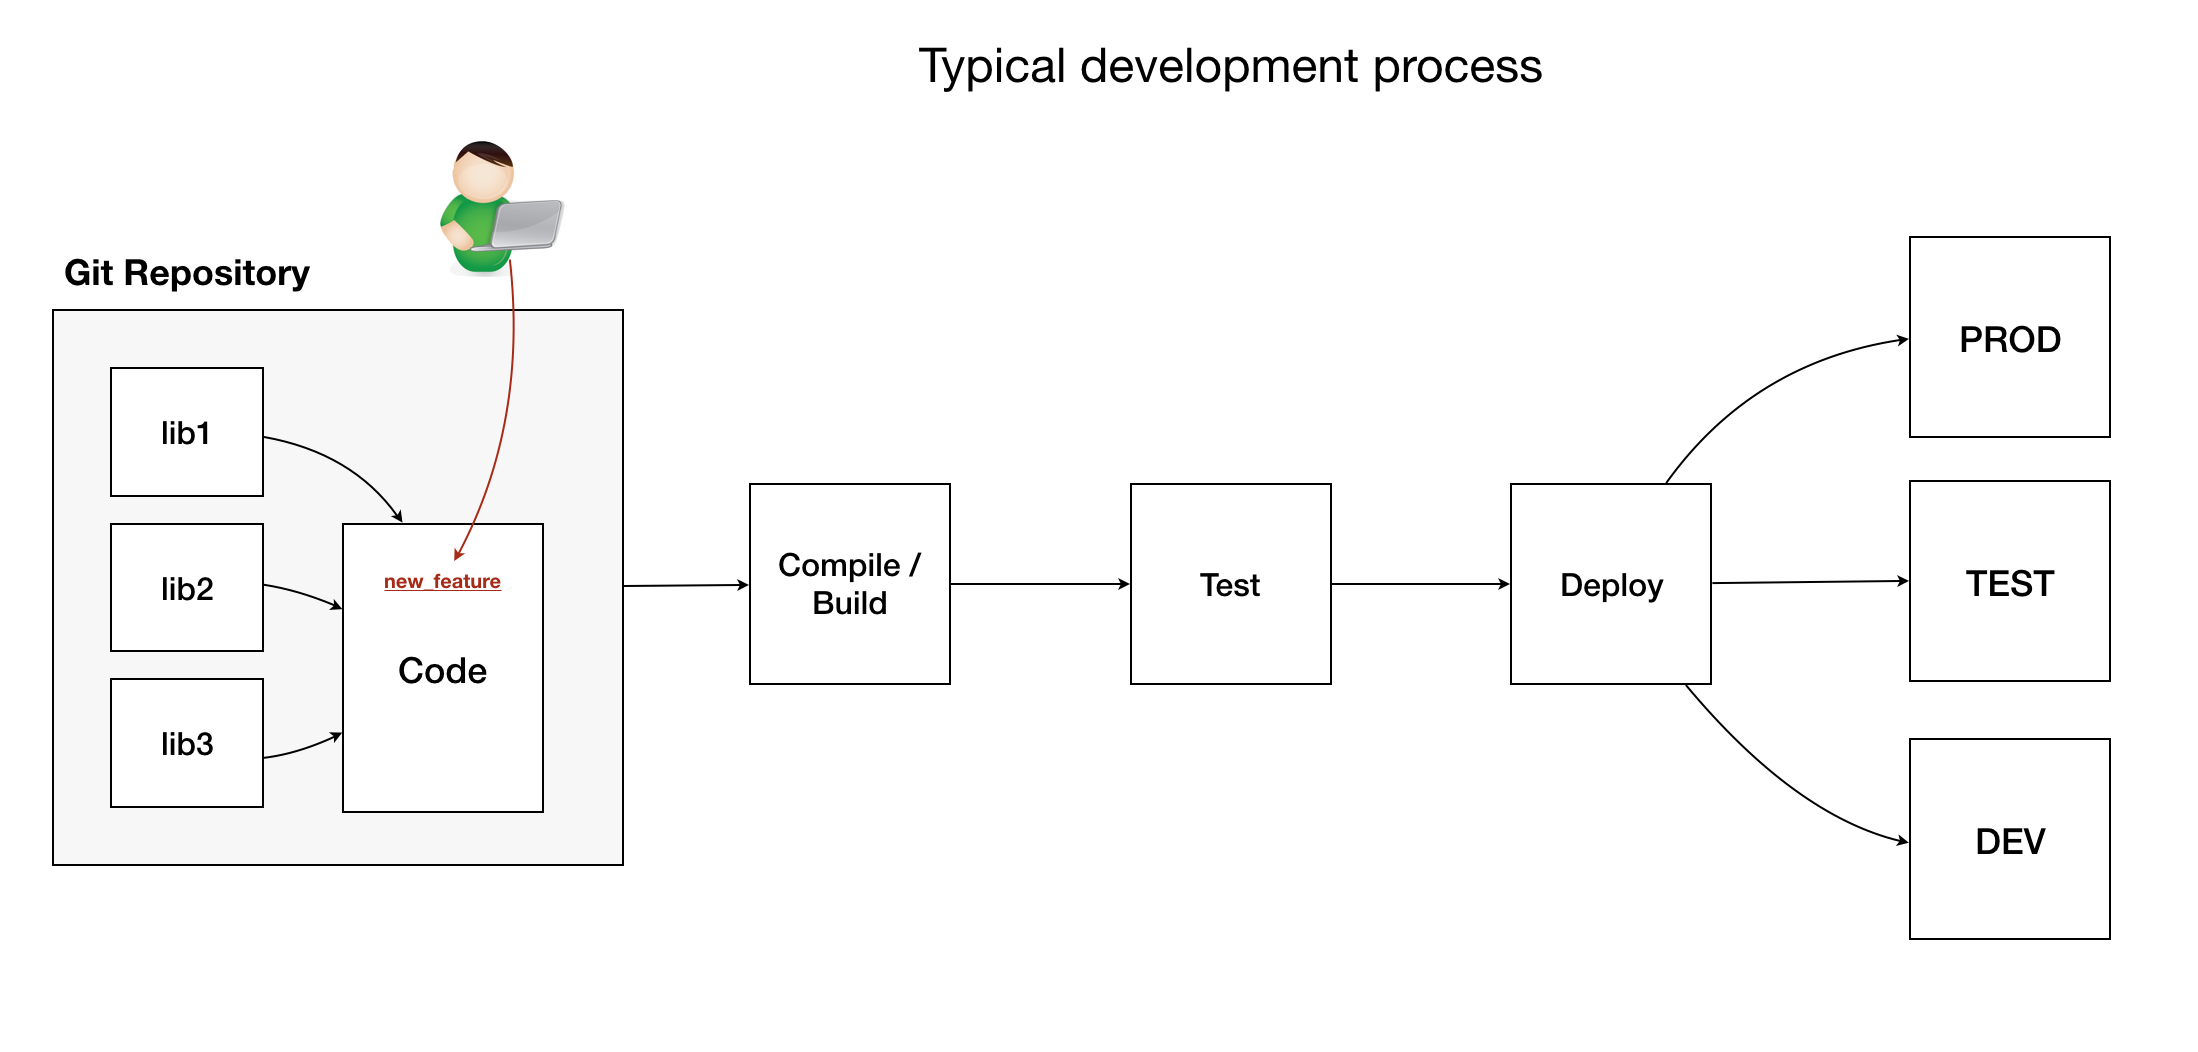 Typical development process
Git Repository
lib1
lib2
lib3
new_feature
Code
Compile /
Build
Test
Deploy
PROD
TEST
DEV